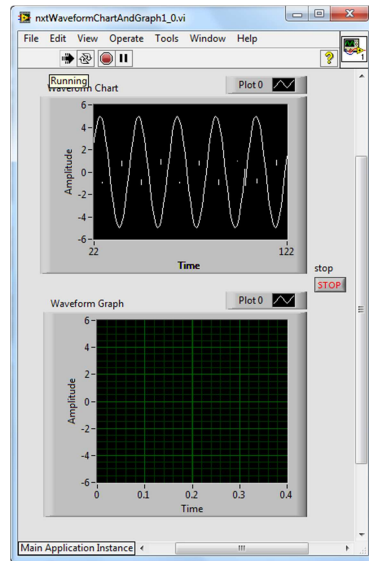 nxtWaveformChartAndGraph1_0.vi
File Edit View Operate Tools Window Help
?
1
Running
Waveform Chart
Plot 0
Amplitude
6
4
2
0
-2
-4
-6
22
122
Time
stop
STOP
Waveform Graph
Plot 0
Amplitude
6
4
2
0
-2
-4
-6
0
0.1
0.2
0.3
0.4
Time
Main Application Instance